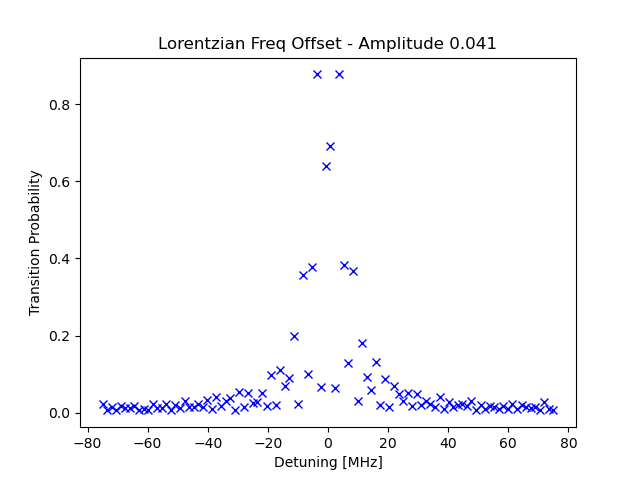 Lorentzian Freq Offset - Amplitude 0.041
Transition Probability
0.8
0.6
0.4
0.2
0.0
−80 −60 −40 −20 0 20 40 60 80
Detuning [MHz]